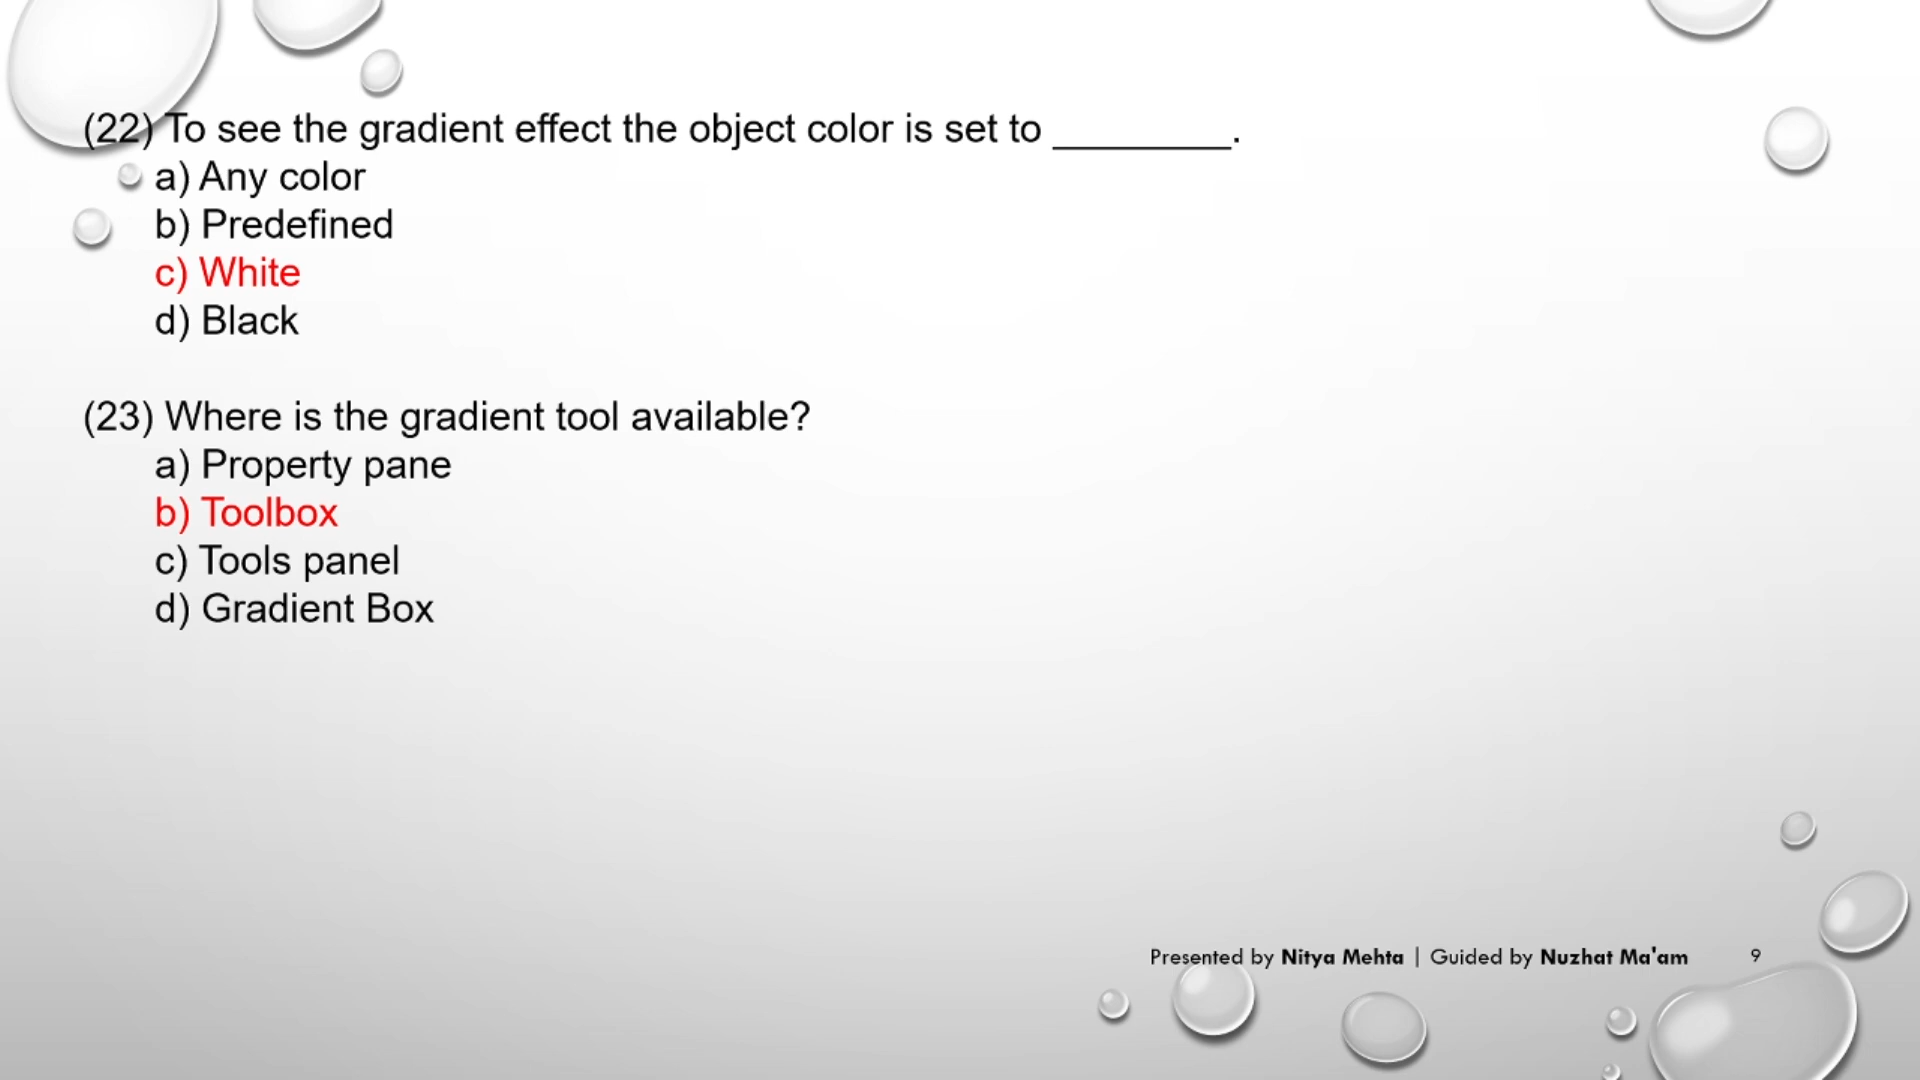 (22) To see the gradient effect the object color is set to _________.
a) Any color
b) Predefined
c) White
d) Black
(23) Where is the gradient tool available?
a) Property pane
b) Toolbox
c) Tools panel
d) Gradient Box
Presented by Nitya Mehta | Guided by Nuzhat Ma'am 9